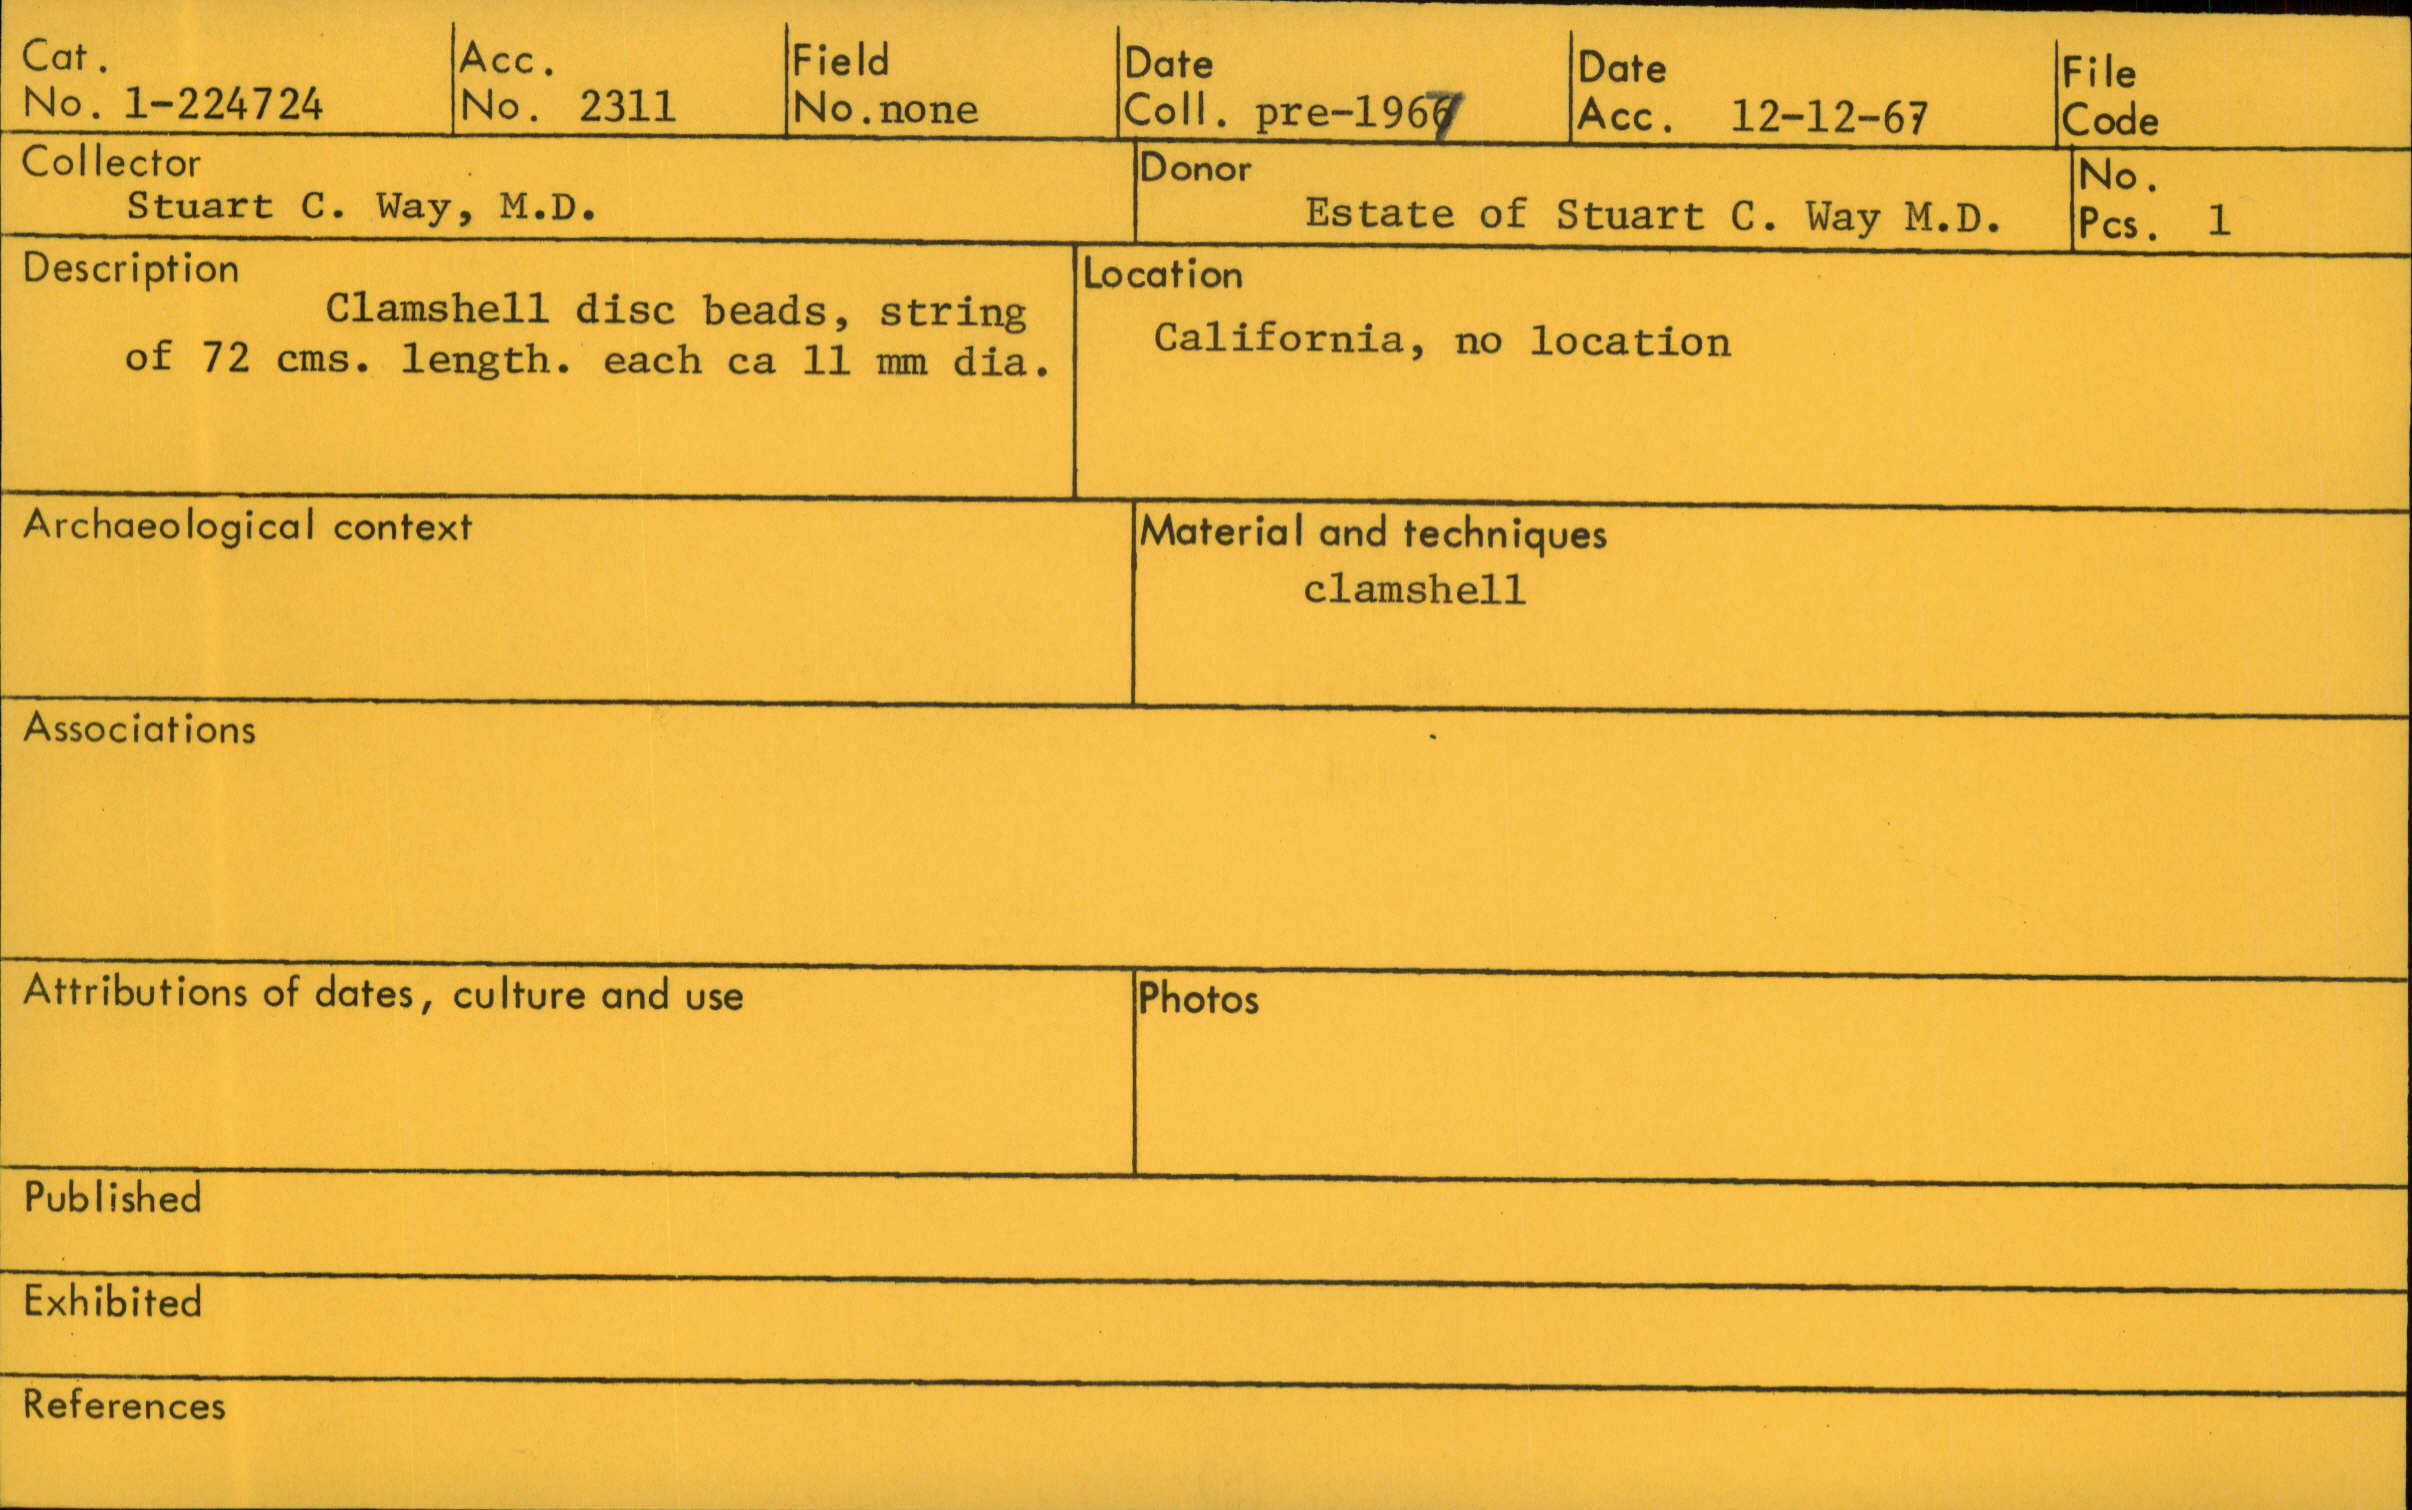 Cat. Acc. Field Date Date File
No. 1-224724 No. 2311 No. none Coll. pre-1967 Acc. 12-12-67 Code
Collector Donor No.
Stuart C. Way, M.D. Estate of Stuart C. Way M.D. Pcs. 1
Description Location
Clamshell disc beads, string
of 72 cms. length. each ca 11 mm dia.
California, no location
Archaeological context Material and techniques
clamshell
Associations
Attributions of dates, culture and use Photos
Published
Exhibited
References